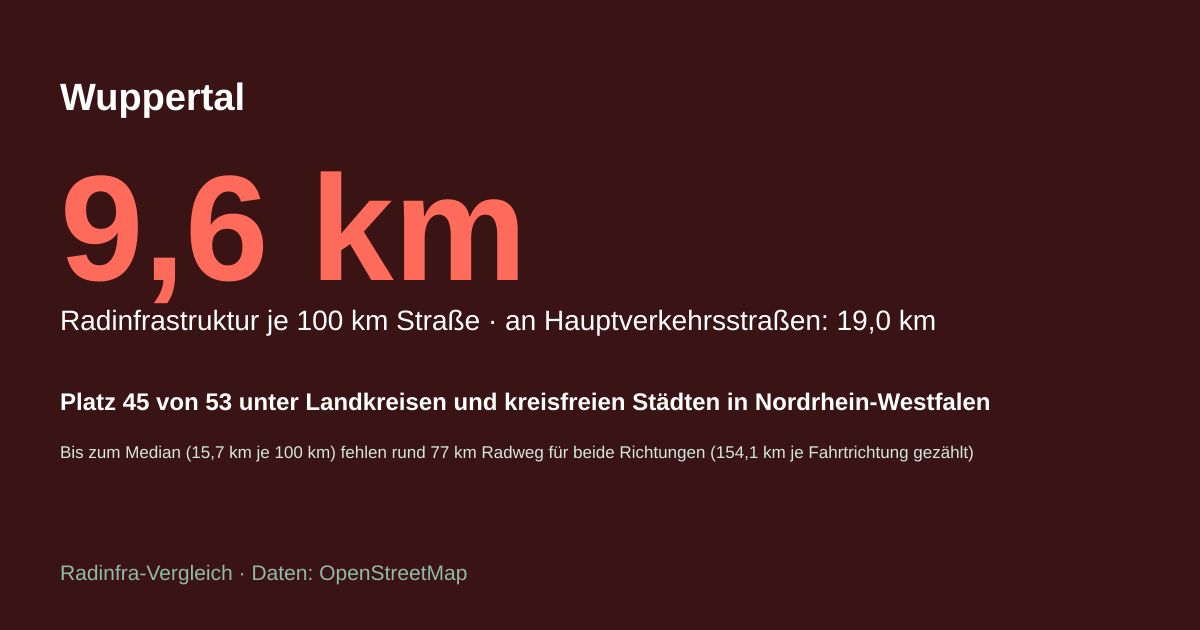 Wuppertal
9,6 km
Radinfrastruktur je 100 km Straße · an Hauptverkehrsstraßen: 19,0 km
Platz 45 von 53 unter Landkreisen und kreisfreien Städten in Nordrhein-Westfalen
Bis zum Median (15,7 km je 100 km) fehlen rund 77 km Radweg für beide Richtungen (154,1 km je Fahrtrichtung gezählt)
Radinfra-Vergleich · Daten: OpenStreetMap